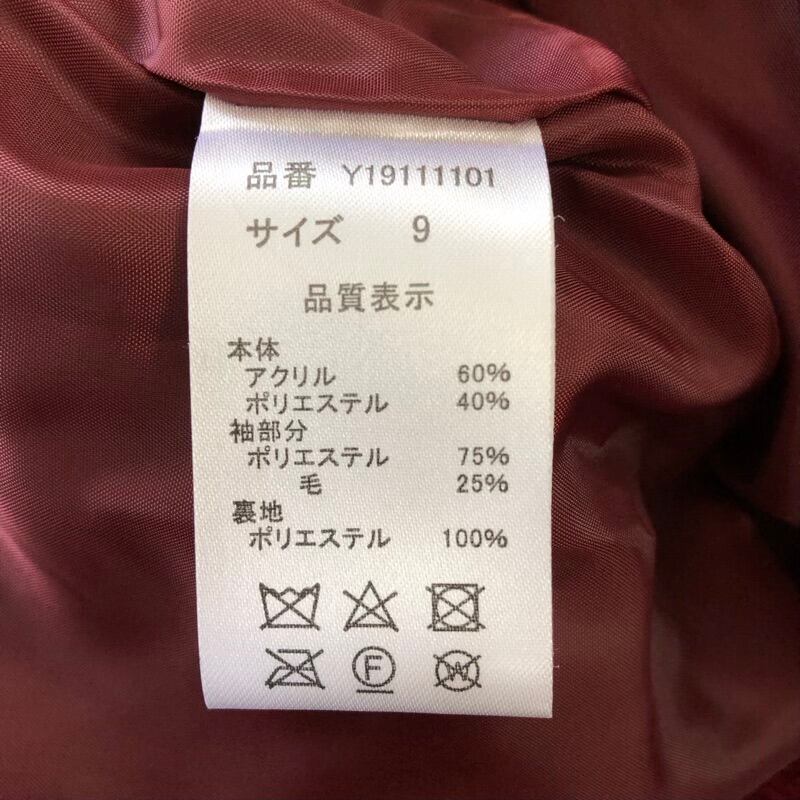 品番 Y19111101
サイズ 9
品質表示
本体
アクリル 60%
ポリエステル 40%
袖部分
ポリエステル 75%
毛 25%
裏地
ポリエステル 100%
F W